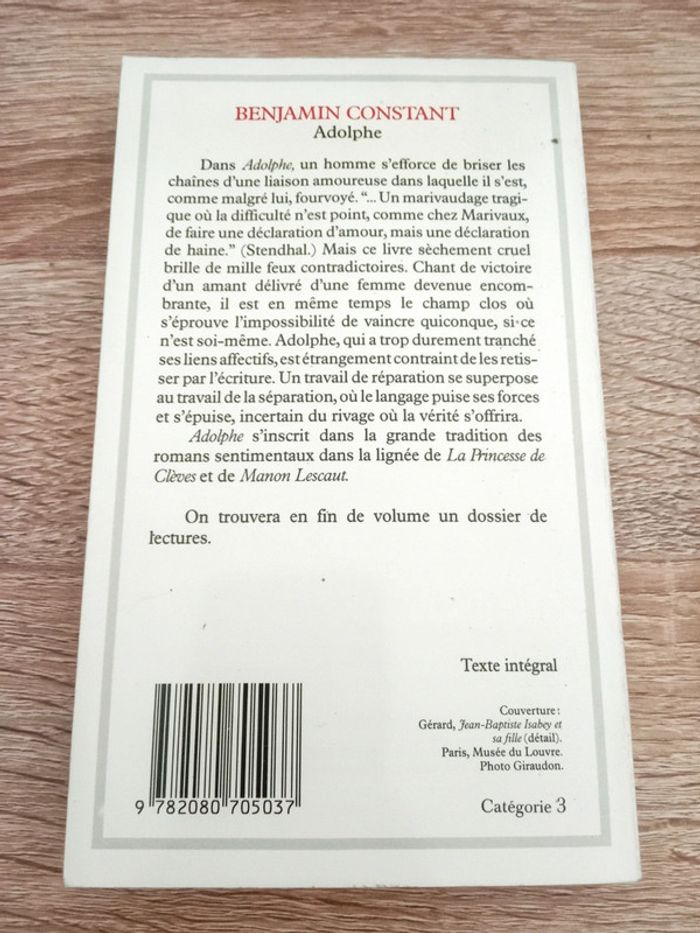 BENJAMIN CONSTANT
Adolphe
Dans Adolphe, un homme s'efforce de briser les
chaînes d'une liaison amoureuse dans laquelle il s'est,
comme malgré lui, fourvoyé. “... Un marivaudage tragi-
que où la difficulté n'est point, comme chez Marivaux,
de faire une déclaration d'amour, mais une déclaration
de haine.” (Stendhal.) Mais ce livre sèchement cruel
brille de mille feux contradictoires. Chant de victoire
d'un amant délivré d'une femme devenue encom-
brante, il est en même temps le champ clos où
s'éprouve l'impossibilité de vaincre quiconque, si ce
n'est soi-même. Adolphe, qui a trop durement tranché
ses liens affectifs, est étrangement contraint de les retis-
ser par l'écriture. Un travail de réparation se superpose
au travail de la séparation, où le langage puise ses forces
et s'épuise, incertain du rivage où la vérité s'offrira.
Adolphe s'inscrit dans la grande tradition des
romans sentimentaux dans la lignée de La Princesse de
Clèves et de Manon Lescaut.
On trouvera en fin de volume un dossier de
lectures.
Texte intégral
Couverture :
Gérard, Jean-Baptiste Isabey et
sa fille (détail).
Paris, Musée du Louvre.
Photo Giraudon.
9 782080 705037
Catégorie 3